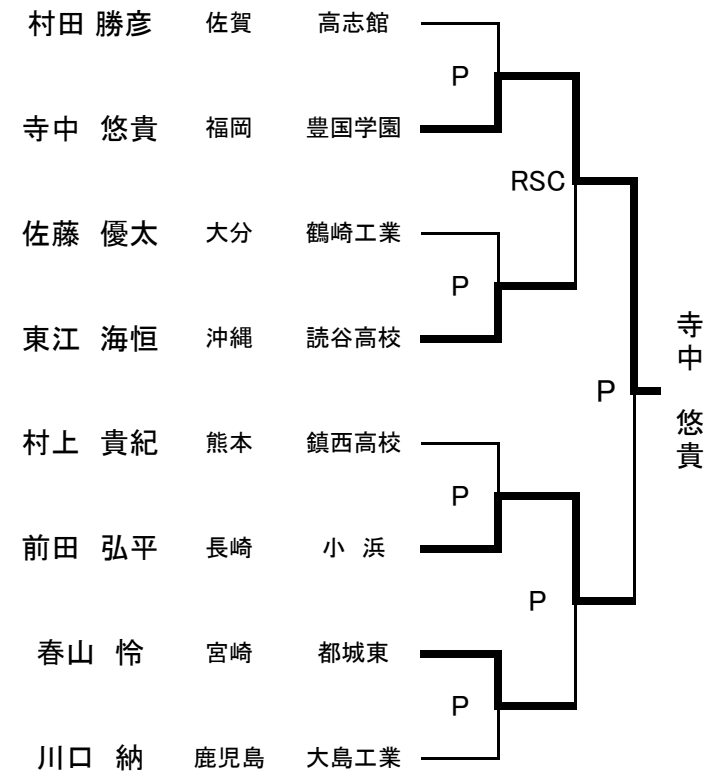 村田 勝彦 佐賀 高志館
P
寺中 悠貴 福岡 豊国学園
RSC
佐藤 優太 大分 鶴崎工業
P
東江 海恒 沖縄 読谷高校
P
寺中 悠貴
村上 貴紀 熊本 鎮西高校
P
前田 弘平 長崎 小 浜
P
春山 怜 宮崎 都城東
P
川口 納 鹿児島 大島工業